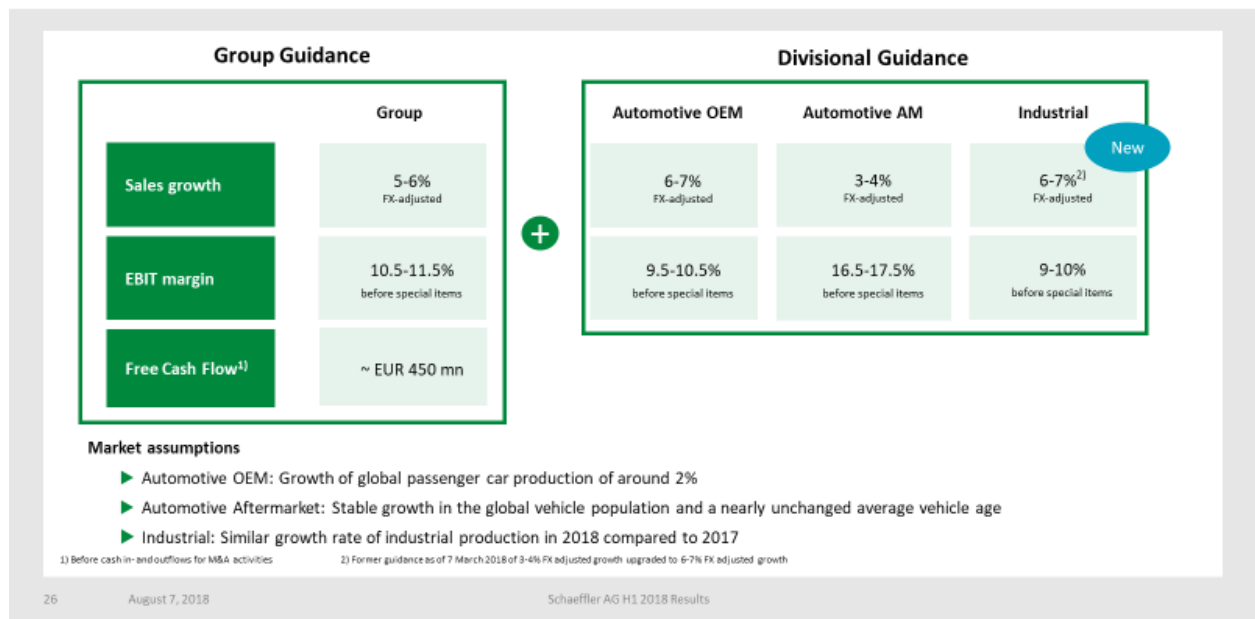 Group Guidance
Divisional Guidance
Group
Automotive OEM
Automotive AM
Industrial
New
Sales growth
5-6%
FX-adjusted
6-7%
FX-adjusted
3-4%
FX-adjusted
6-7%2)
FX-adjusted
+
EBIT margin
10.5-11.5%
before special items
9.5-10.5%
before special items
16.5-17.5%
before special items
9-10%
before special items
Free Cash Flow1)
~ EUR 450 mn
Market assumptions
Automotive OEM: Growth of global passenger car production of around 2%
Automotive Aftermarket: Stable growth in the global vehicle population and a nearly unchanged average vehicle age
Industrial: Similar growth rate of industrial production in 2018 compared to 2017
1) Before cash in- and outflows for M&A activities
2) Former guidance as of 7 March 2018 of 3-4% FX adjusted growth upgraded to 6-7% FX adjusted growth
26
August 7, 2018
Schaeffler AG H1 2018 Results